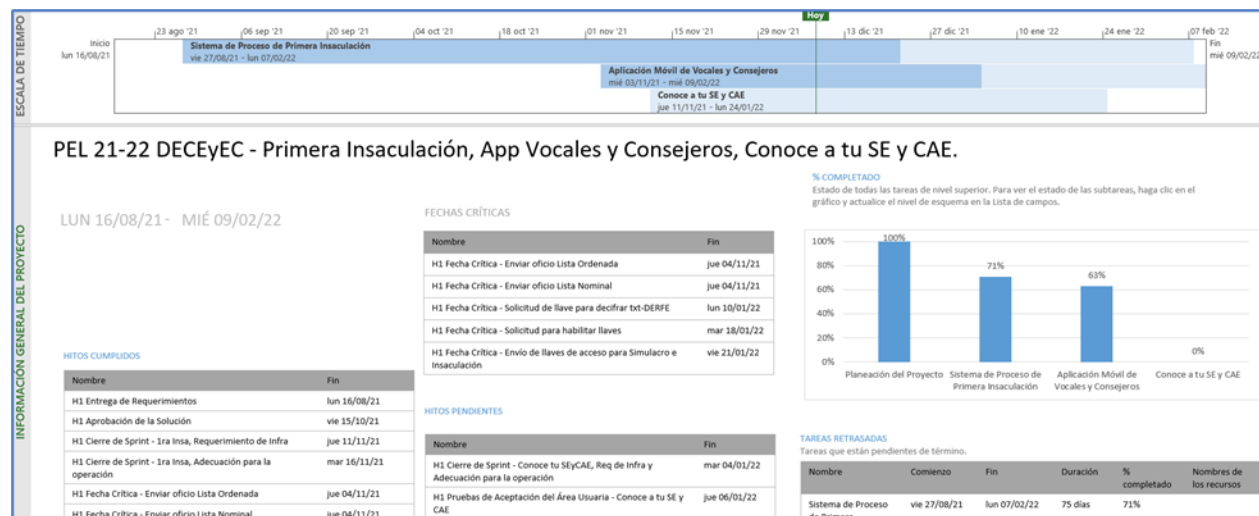 ESCALA DE TIEMPO
Hoy
23 ago '21
06 sep '21
20 sep '21
04 oct '21
18 oct '21
01 nov '21
15 nov '21
29 nov '21
13 dic '21
27 dic '21
10 ene '22
24 ene '22
07 feb '22
Inicio
lun 16/08/21
Sistema de Proceso de Primera Insaculación
vie 27/08/21 - lun 07/02/22
Fin
mié 09/02/22
Aplicación Móvil de Vocales y Consejeros
mié 03/11/21 - mié 09/02/22
Conoce a tu SE y CAE
jue 11/11/21 - lun 24/01/22
INFORMACIÓN GENERAL DEL PROYECTO
PEL 21-22 DECEyEC - Primera Insaculación, App Vocales y Consejeros, Conoce a tu SE y CAE.
LUN 16/08/21 - MIÉ 09/02/22
HITOS CUMPLIDOS
Nombre Fin
H1 Entrega de Requerimientos lun 16/08/21
H1 Aprobación de la Solución vie 15/10/21
H1 Cierre de Sprint - 1ra Insa, Requerimiento de Infra jue 11/11/21
H1 Cierre de Sprint - 1ra Insa, Adecuación para la mar 16/11/21
operación
H1 Fecha Crítica - Enviar oficio Lista Ordenada jue 04/11/21
H1 Fecha Crítica - Enviar oficio Lista Nominal jue 04/11/21
FECHAS CRÍTICAS
Nombre Fin
H1 Fecha Crítica - Enviar oficio Lista Ordenada jue 04/11/21
H1 Fecha Crítica - Enviar oficio Lista Nominal jue 04/11/21
H1 Fecha Crítica - Solicitud de llave para decifrar txt-DERFE lun 10/01/22
H1 Fecha Crítica - Solicitud para habilitar llaves mar 18/01/22
H1 Fecha Crítica - Envío de llaves de acceso para Simulacro e vie 21/01/22
Insaculación
HITOS PENDIENTES
Nombre Fin
H1 Cierre de Sprint - Conoce tu SEyCAE, Req de Infra y mar 04/01/22
Adecuación para la operación
H1 Pruebas de Aceptación del Área Usuaria - Conoce a tu SE y jue 06/01/22
CAE
% COMPLETADO
Estado de todas las tareas de nivel superior. Para ver el estado de las subtareas, haga clic en el
gráfico y actualice el nivel de esquema en la Lista de campos.
100%
80%
60%
40%
20%
0%
100%
71%
63%
0%
Planeación del Proyecto
Sistema de Proceso de
Primera Insaculación
Aplicación Móvil de
Vocales y Consejeros
Conoce a tu SE y CAE
TAREAS RETRASADAS
Tareas que están pendientes de término.
Nombre Comienzo Fin Duración % Nombres de
completado los recursos
Sistema de Proceso vie 27/08/21 lun 07/02/22 75 días 71%
de Primera